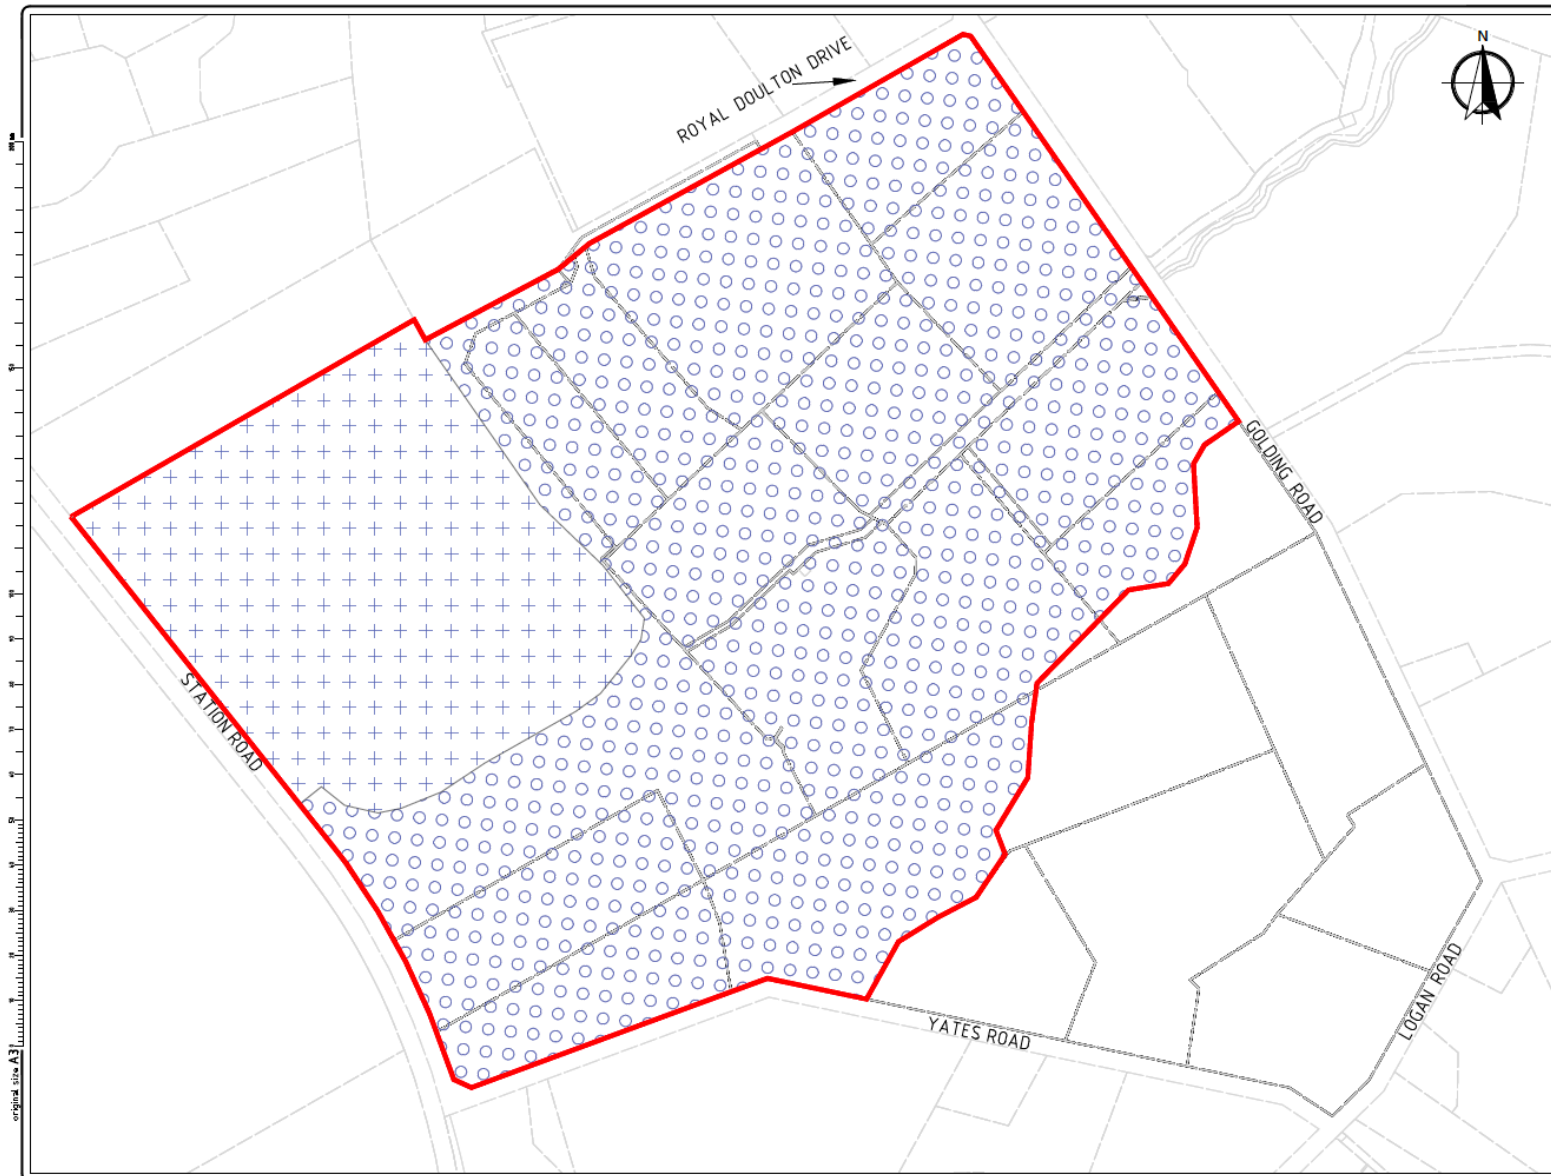 N
ROYAL DOULTON DRIVE
GOLDING ROAD
STATION ROAD
YATES ROAD
LOGAN ROAD
original size A3